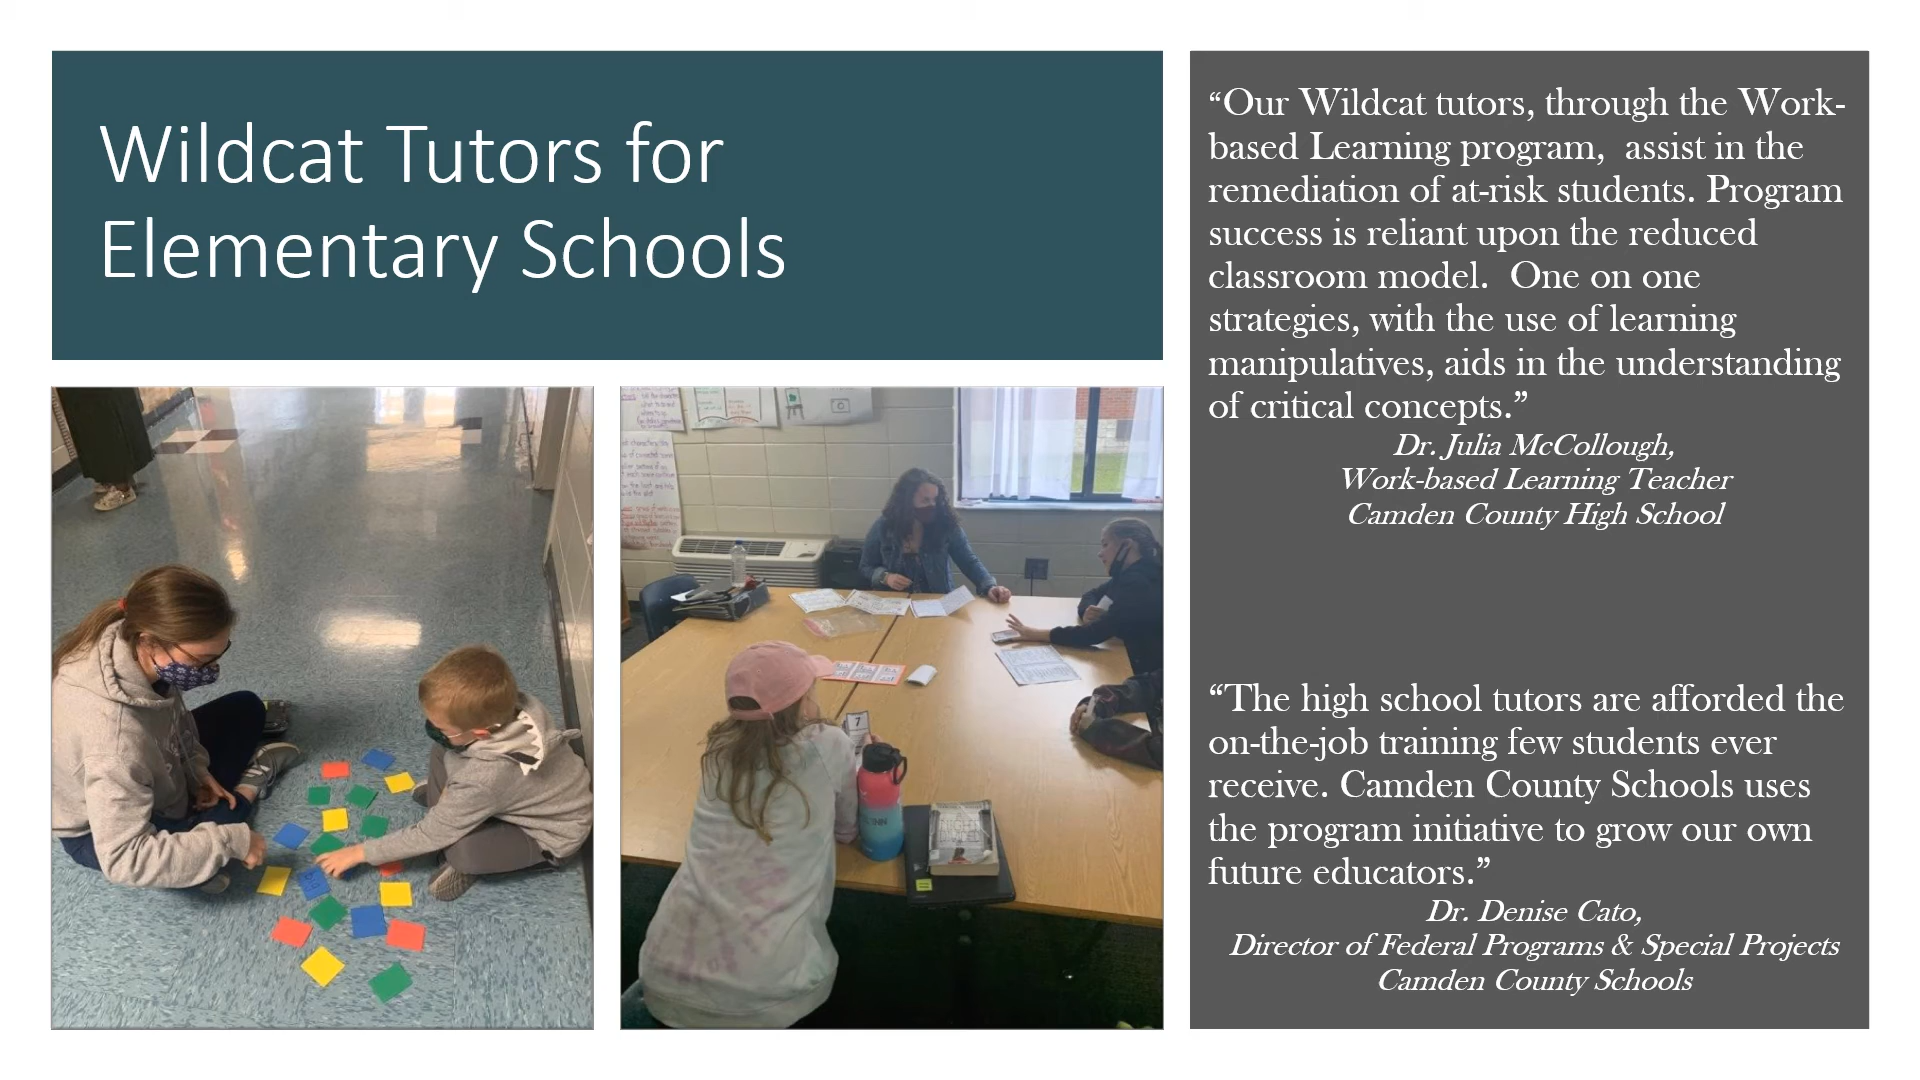 Wildcat Tutors for
Elementary Schools
“Our Wildcat tutors, through the Work-
based Learning program,  assist in the
remediation of at-risk students. Program
success is reliant upon the reduced
classroom model.  One on one
strategies, with the use of learning
manipulatives, aids in the understanding
of critical concepts.”
Dr. Julia McCollough,
Work-based Learning Teacher
Camden County High School
“The high school tutors are afforded the
on-the-job training few students ever
receive. Camden County Schools uses
the program initiative to grow our own
future educators.”
Dr. Denise Cato,
Director of Federal Programs & Special Projects
Camden County Schools
7